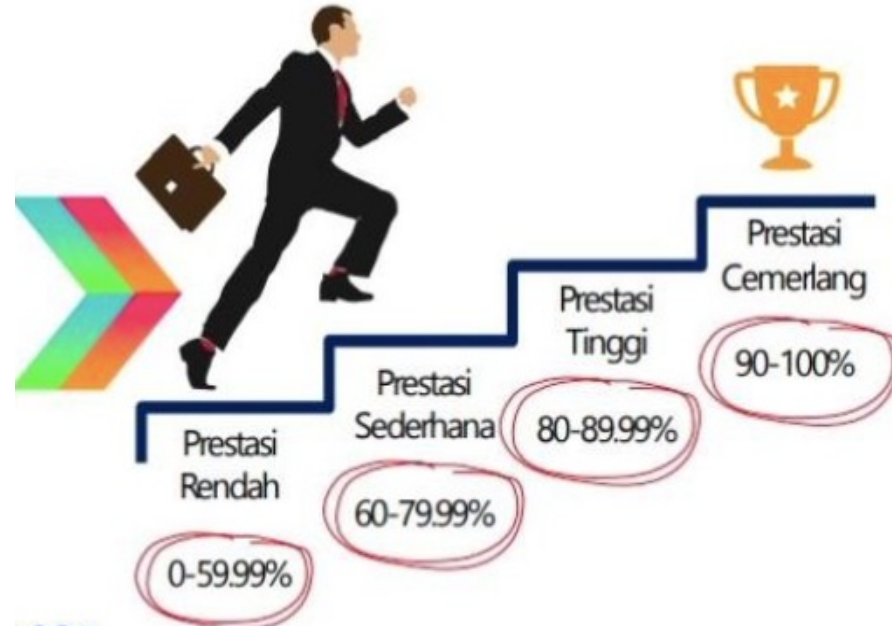 Prestasi
Rendah
0-59.99%
Prestasi
Sederhana
60-79.99%
Prestasi
Tinggi
80-89.99%
Prestasi
Cemerlang
90-100%